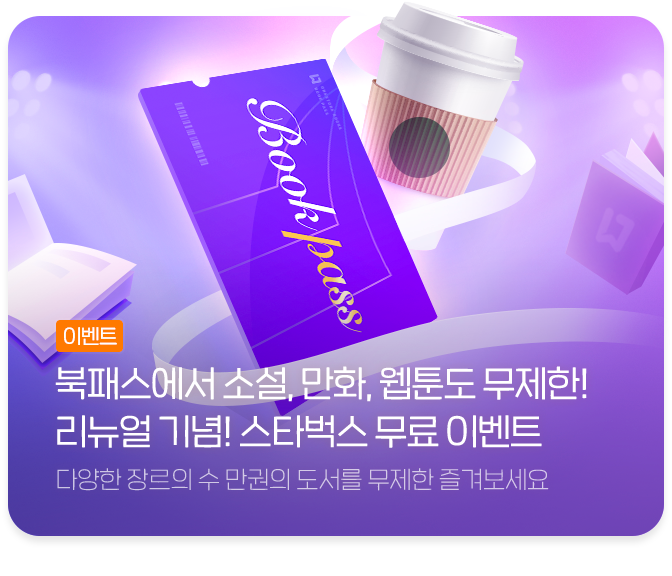 Book pass
이벤트
북패스에서 소설, 만화, 웹툰도 무제한!
리뉴얼 기념! 스타벅스 무료 이벤트
다양한 장르의 수 만권의 도서를 무제한 즐겨보세요